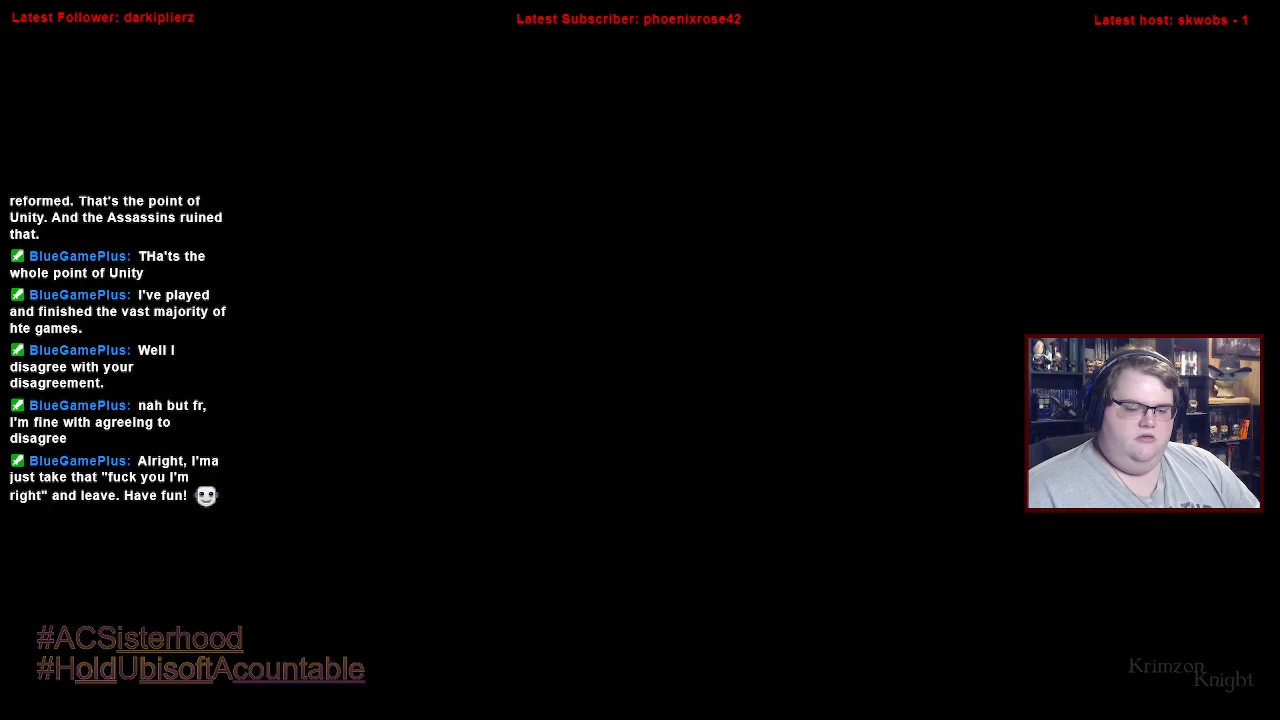 Latest Follower: darkiplierz
Latest Subscriber: phoenixrose42
Latest host: skwobs - 1
reformed. That's the point of
Unity. And the Assassins ruined
that.
BlueGamePlus: THa'ts the
whole point of Unity
BlueGamePlus: I've played
and finished the vast majority of
hte games.
BlueGamePlus: Well I
disagree with your
disagreement.
BlueGamePlus: nah but fr,
I'm fine with agreeing to
disagree
BlueGamePlus: Alright, I'ma
just take that "fuck you I'm
right" and leave. Have fun!
#ACSisterhood
#HoldUbisoftAcountable
Krimzon
Knight